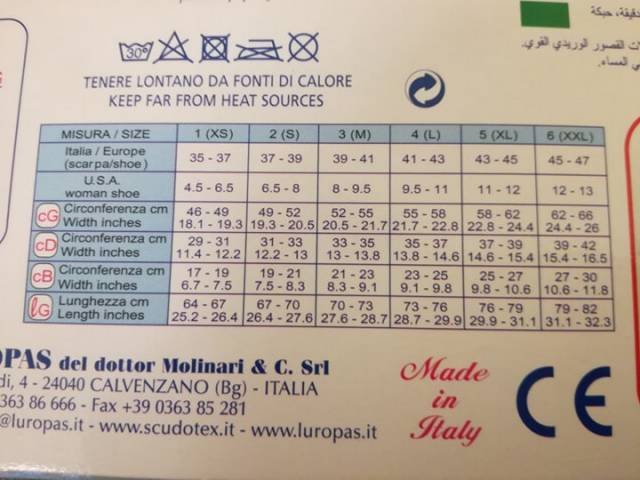 دقيقة، حبكة
القصور الوريدي القوي.
المساء.
30°
TENERE LONTANO DA FONTI DI CALORE
KEEP FAR FROM HEAT SOURCES
MISURA / SIZE 1 (XS) 2 (S) 3 (M) 4 (L) 5 (XL) 6 (XXL)
Italia / Europe
(scarpa/shoe) 35 - 37 37 - 39 39 - 41 41 - 43 43 - 45 45 - 47
U.S.A.
woman shoe 4.5 - 6.5 6.5 - 8 8 - 9.5 9.5 - 11 11 - 12 12 - 13
cG Circonferenza cm 46 - 49 49 - 52 52 - 55 55 - 58 58 - 62 62 - 66
Width inches 18.1 - 19.3 19.3 - 20.5 20.5 - 21.7 21.7 - 22.8 22.8 - 24.4 24.4 - 26
cD Circonferenza cm 29 - 31 31 - 33 33 - 35 35 - 37 37 - 39 39 - 42
Width inches 11.4 - 12.2 12.2 - 13 13 - 13.8 13.8 - 14.6 14.6 - 15.4 15.4 - 16.5
cB Circonferenza cm 17 - 19 19 - 21 21 - 23 23 - 25 25 - 27 27 - 30
Width inches 6.7 - 7.5 7.5 - 8.3 8.3 - 9.1 9.1 - 9.8 9.8 - 10.6 10.6 - 11.8
lG Lunghezza cm 64 - 67 67 - 70 70 - 73 73 - 76 76 - 79 79 - 82
Length inches 25.2 - 26.4 26.4 - 27.6 27.6 - 28.7 28.7 - 29.9 29.9 - 31.1 31.1 - 32.3
OPAS del dottor Molinari & C. Srl
di, 4 - 24040 CALVENZANO (Bg) - ITALIA
363 86 666 - Fax +39 0363 85 281
@luropas.it - www.scudotex.it - www.luropas.it
Made
in
Italy
CE